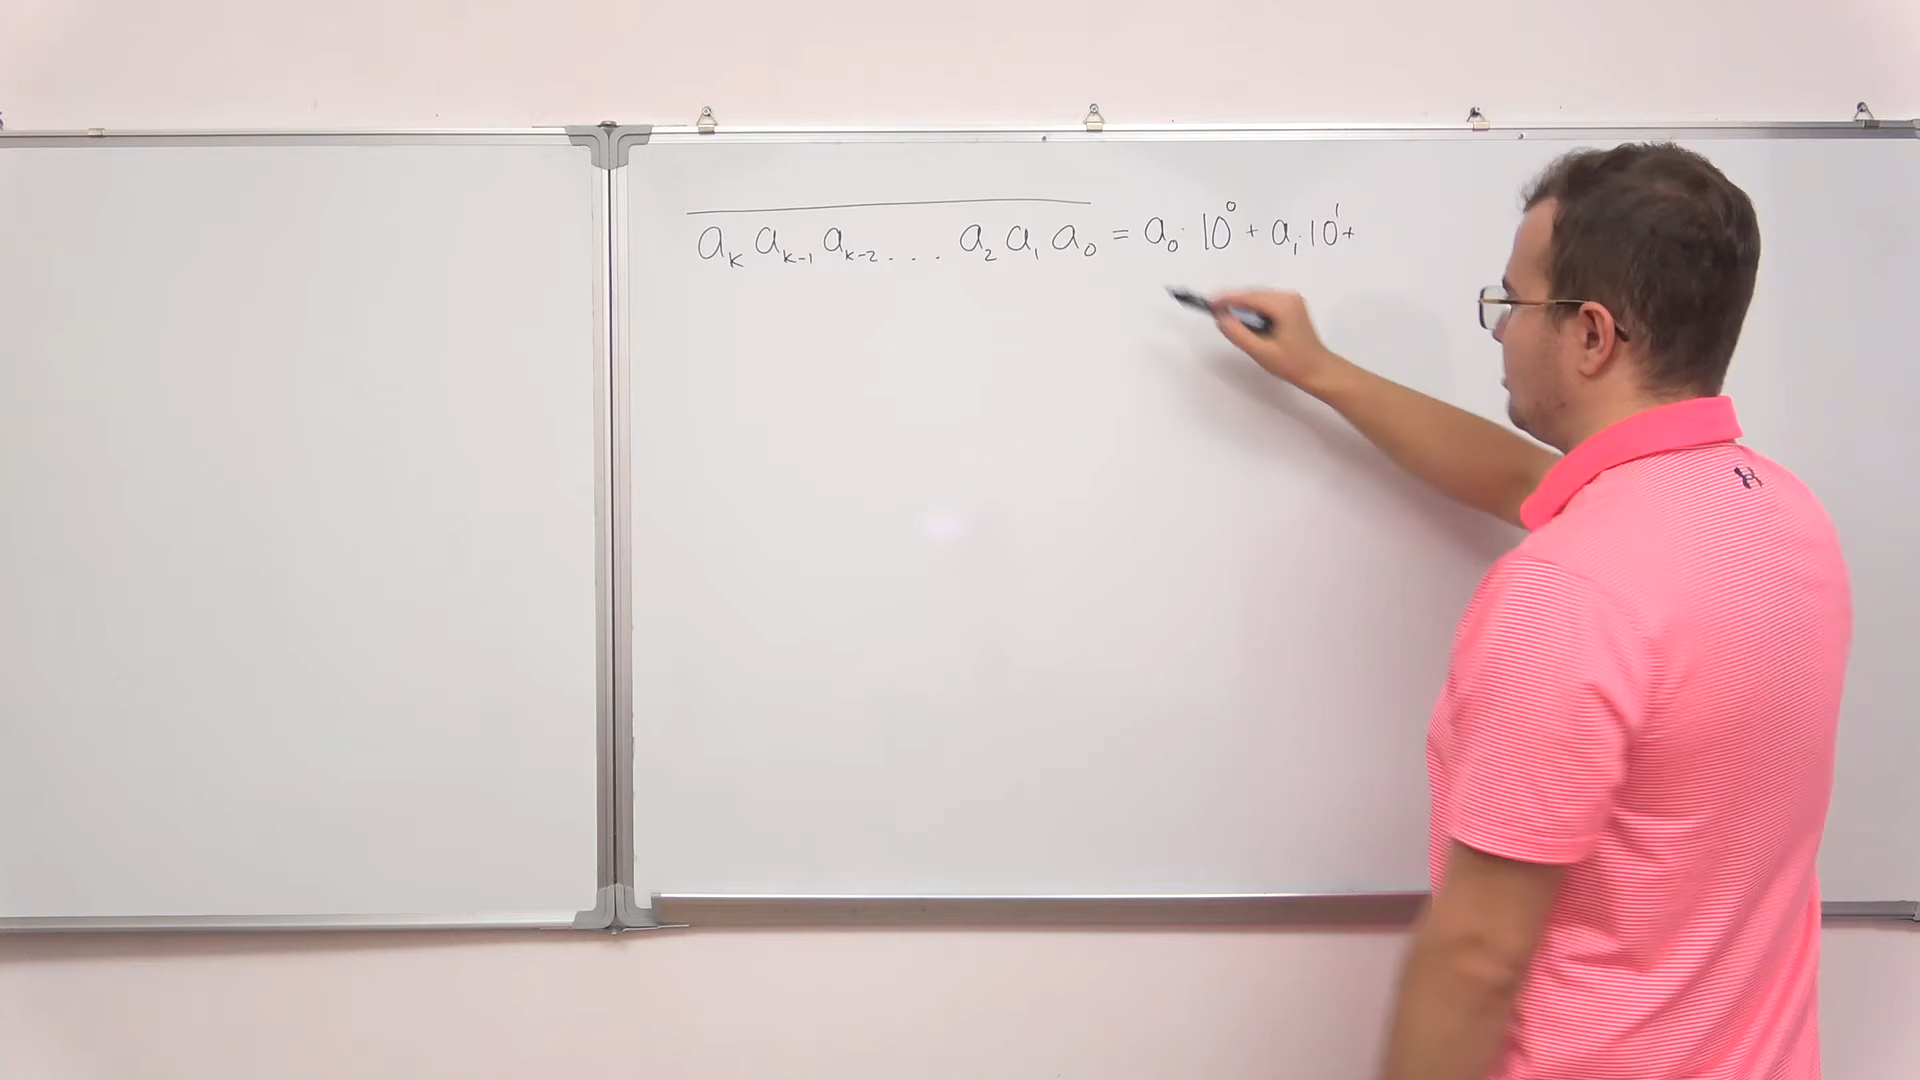 a_k a_{k-1} a_{k-2} . . . a_2 a_1 a_0 = a_0 · 10^0 + a_1 · 10^1 +